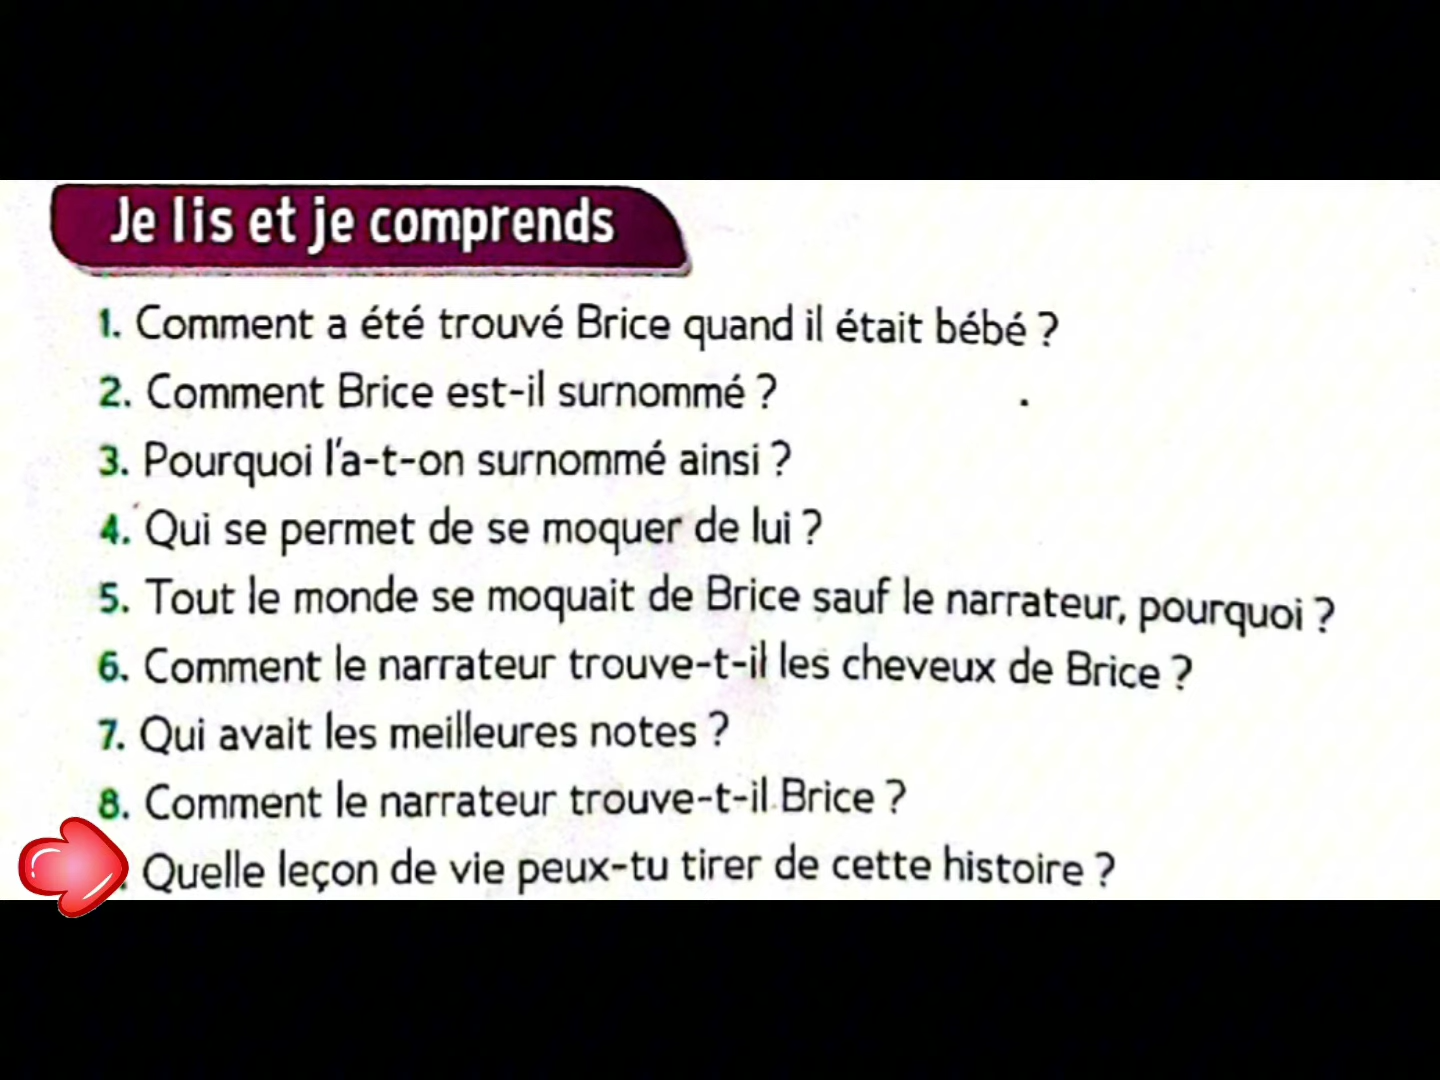 Je lis et je comprends
1. Comment a été trouvé Brice quand il était bébé ?
2. Comment Brice est-il surnommé ?
3. Pourquoi l'a-t-on surnommé ainsi ?
4. Qui se permet de se moquer de lui ?
5. Tout le monde se moquait de Brice sauf le narrateur, pourquoi ?
6. Comment le narrateur trouve-t-il les cheveux de Brice ?
7. Qui avait les meilleures notes ?
8. Comment le narrateur trouve-t-il Brice ?
. Quelle leçon de vie peux-tu tirer de cette histoire ?